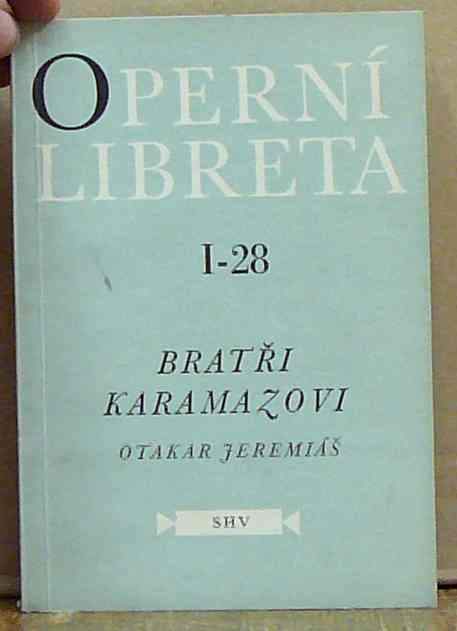 OPERNÍ
LIBRETA
I-28
BRATŘI
KARAMAZOVI
OTAKAR JEREMIÁŠ
SHV